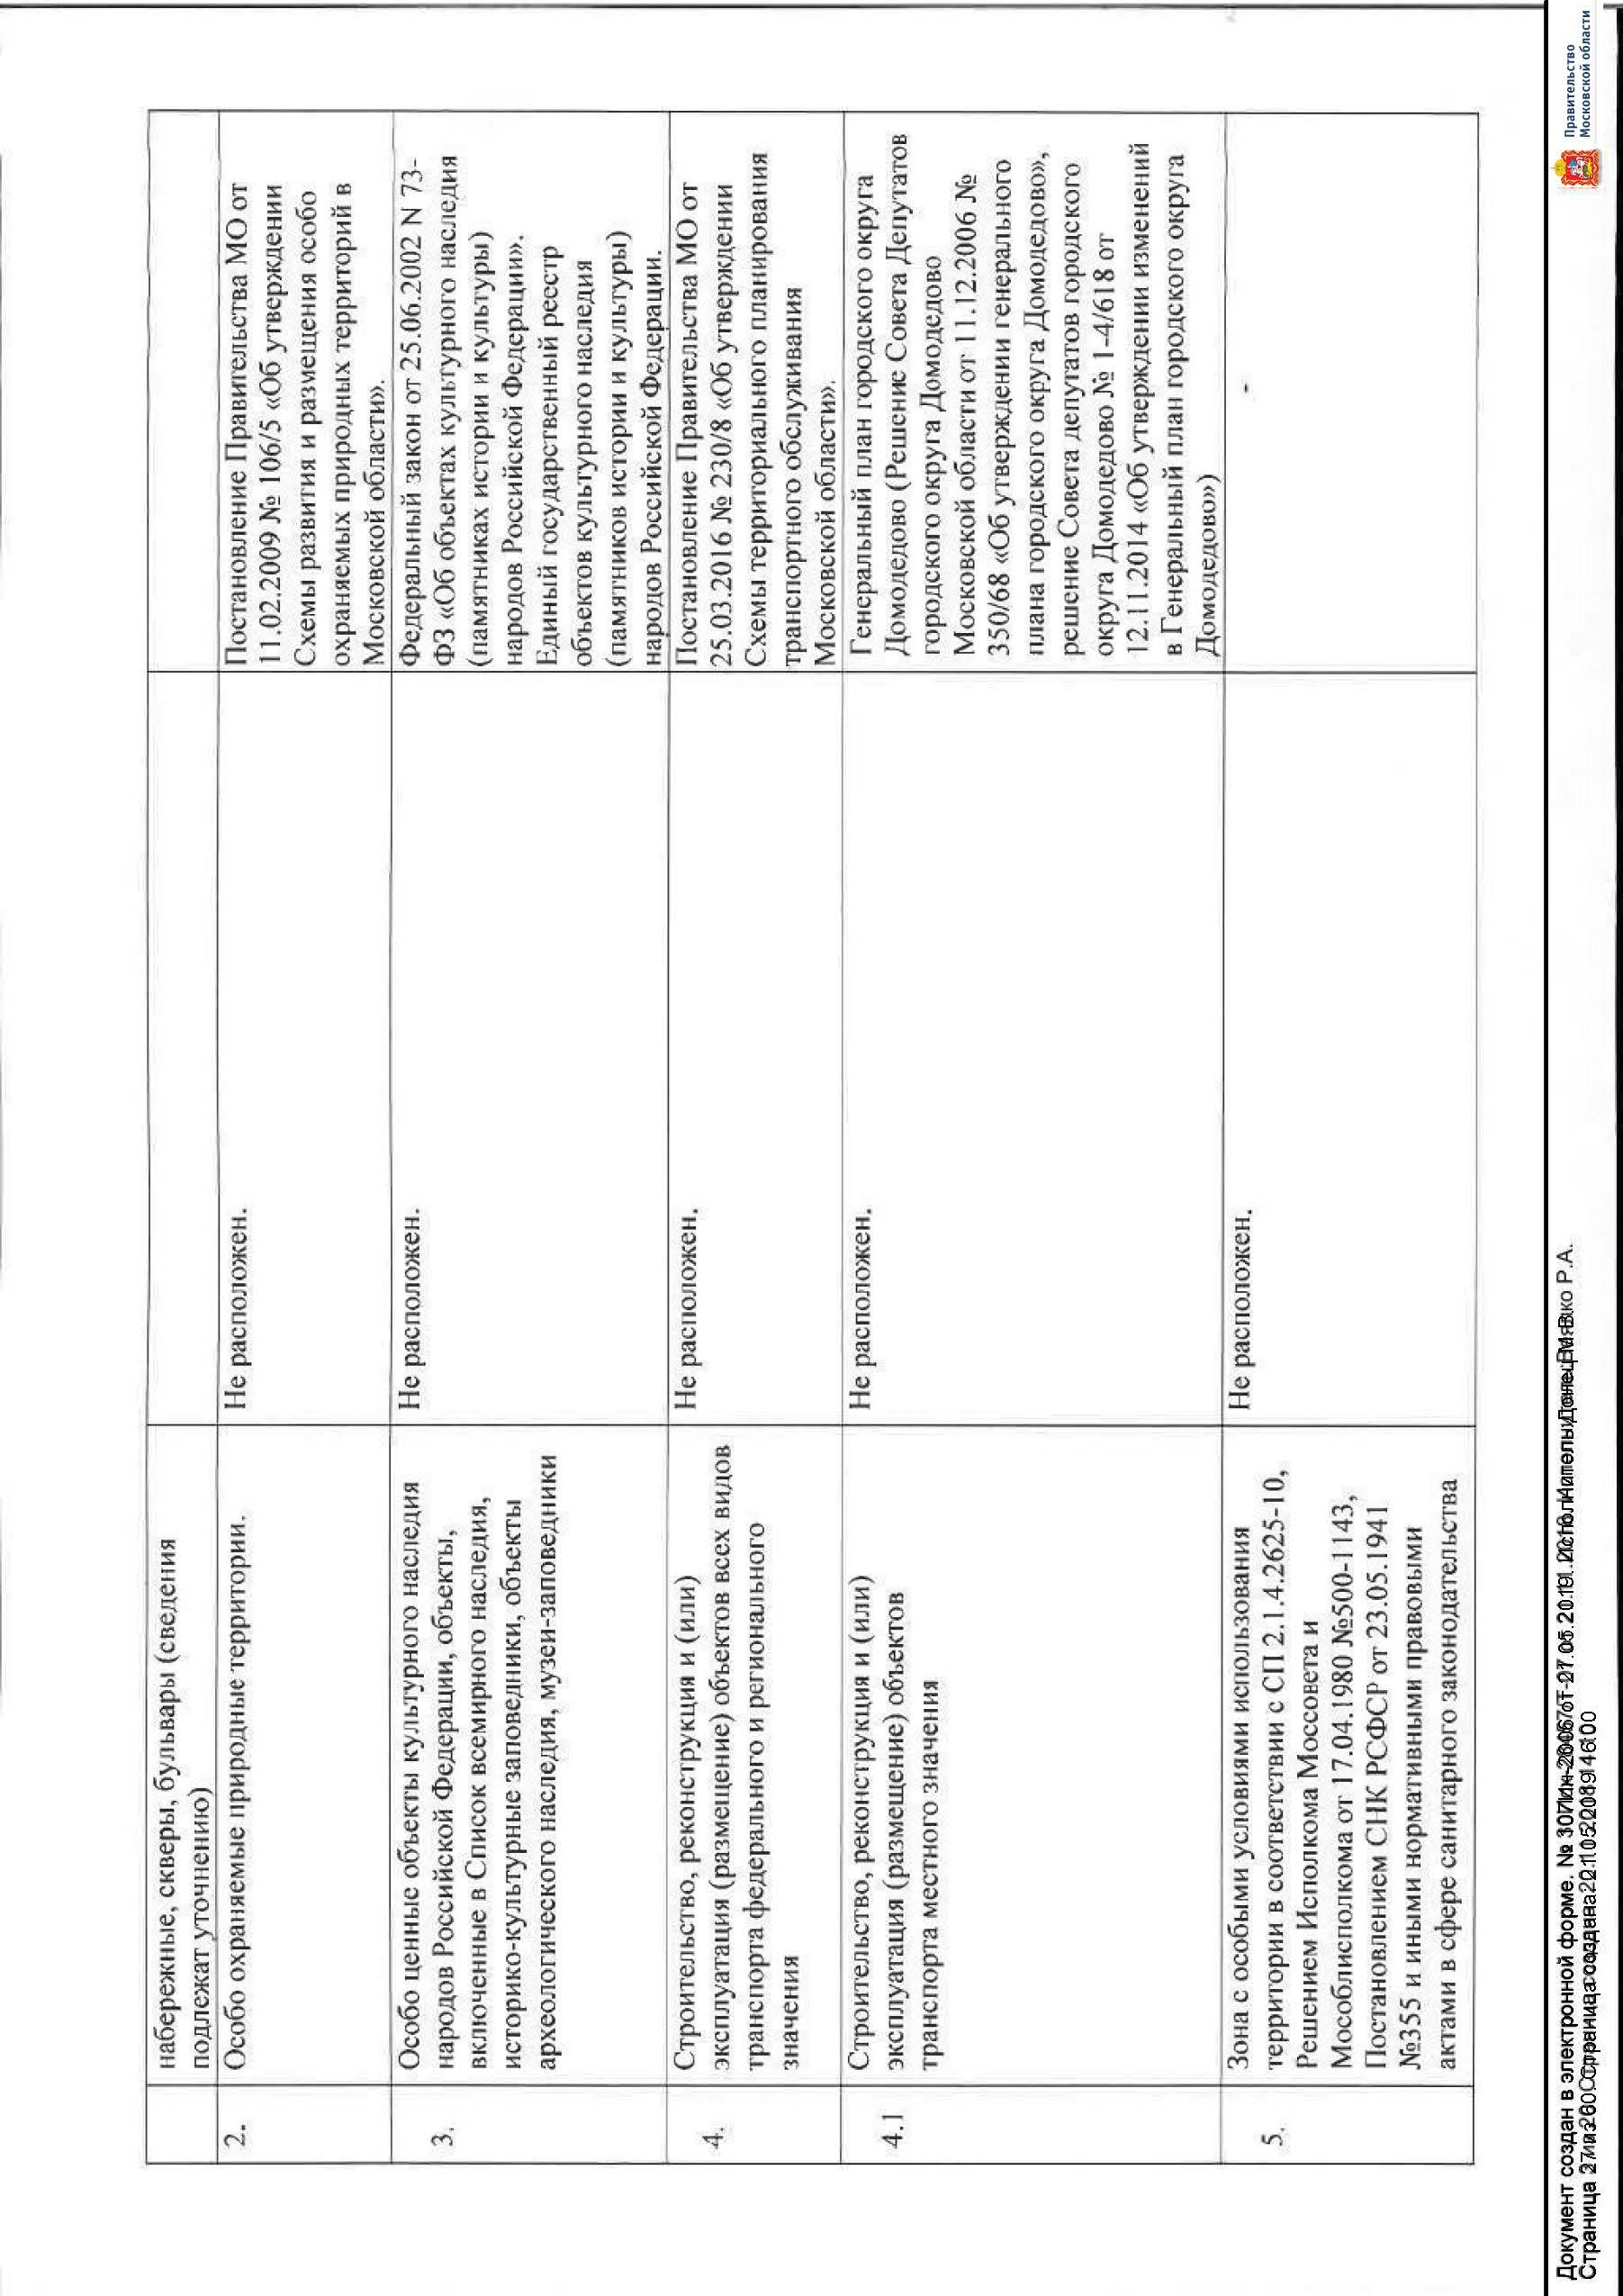 набережные, скверы, бульвары (сведения
подлежат уточнению)
2.
Особо охраняемые природные территории.
Не расположен.
Постановление Правительства МО от
11.02.2009 № 106/5 «Об утверждении
Схемы развития и размещения особо
охраняемых природных территорий в
Московской области».
3.
Особо ценные объекты культурного наследия
народов Российской Федерации, объекты,
включенные в Список всемирного наследия,
историко-культурные заповедники, объекты
археологического наследия, музеи-заповедники
Не расположен.
Федеральный закон от 25.06.2002 N 73-
ФЗ «Об объектах культурного наследия
(памятниках истории и культуры)
народов Российской Федерации».
Единый государственный реестр
объектов культурного наследия
(памятников истории и культуры)
народов Российской Федерации.
4.
Строительство, реконструкция и (или)
эксплуатация (размещение) объектов всех видов
транспорта федерального и регионального
значения
Не расположен.
Постановление Правительства МО от
25.03.2016 № 230/8 «Об утверждении
Схемы территориального планирования
транспортного обслуживания
Московской области».
4.1
Строительство, реконструкция и (или)
эксплуатация (размещение) объектов
транспорта местного значения
Не расположен.
Генеральный план городского округа
Домодедово (Решение Совета Депутатов
городского округа Домодедово
Московской области от 11.12.2006 №
350/68 «Об утверждении генерального
плана городского округа Домодедово»,
решение Совета депутатов городского
округа Домодедово № 1-4/618 от
12.11.2014 «Об утверждении изменений
в Генеральный план городского округа
Домодедово»)
5.
Зона с особыми условиями использования
территории в соответствии с СП 2.1.4.2625-10,
Решением Исполкома Моссовета и
Мособлисполкома от 17.04.1980 №500-1143,
Постановлением СНК РСФСР от 23.05.1941
№355 и иными нормативными правовыми
актами в сфере санитарного законодательства
Не расположен.
-
Документ создан в электронной форме. №
Страница
Правительство
Московской области